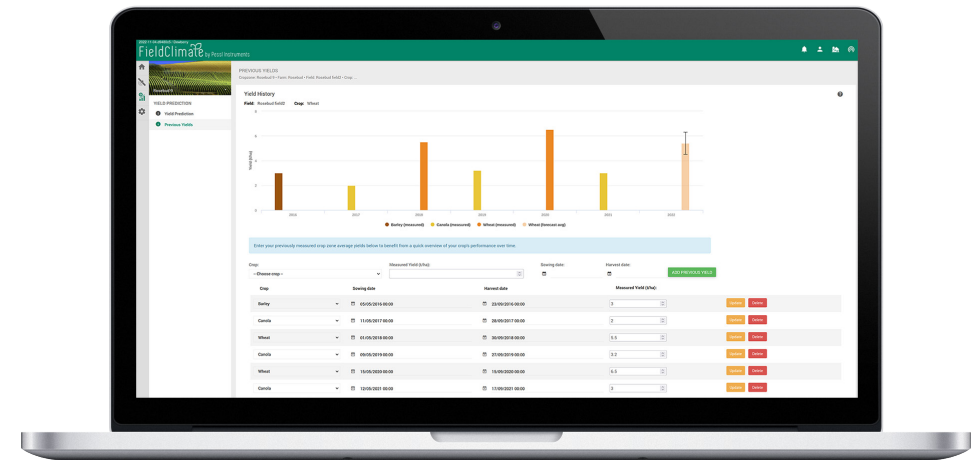 FieldClimate by Pessl Instruments
PREVIOUS YIELDS
Rosebud fi
YIELD PREDICTION
Yield Prediction
Previous Yields
Yield History
Field: Rosebud field2 Crop: Wheat
Yield (t/ha)
8
6
4
2
0
2016 2017 2018 2019 2020 2021 2022
Barley (measured) Canola (measured) Wheat (measured) Wheat (forecast avg)
Enter your previously measured crop zone average yields below to benefit from a quick overview of your crop's performance over time.
Crop: Measured Yield (t/ha): Sowing date: Harvest date:
--Choose crop -- ADD PREVIOUS YIELD
Crop Sowing date Harvest date Measured Yield (t/ha):
Barley 05/05/2016 00:00 23/09/2016 00:00 3 Update Delete
Canola 11/05/2017 00:00 28/09/2017 00:00 2 Update Delete
Wheat 01/05/2018 00:00 30/09/2018 00:00 5.5 Update Delete
Canola 09/05/2019 00:00 27/09/2019 00:00 3.2 Update Delete
Wheat 15/05/2020 00:00 15/09/2020 00:00 6.5 Update Delete
Canola 12/05/2021 00:00 17/09/2021 00:00 3 Update Delete